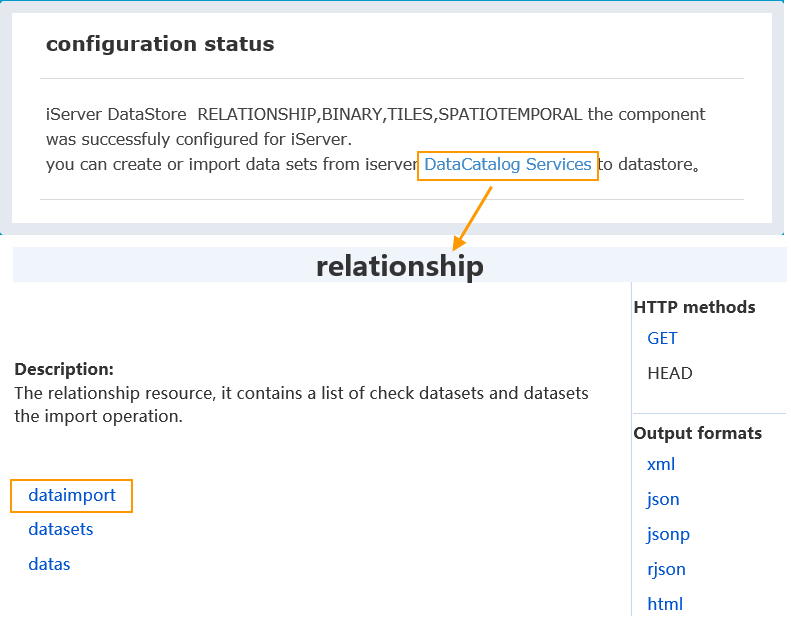 configuration status
iServer DataStore  RELATIONSHIP,BINARY,TILES,SPATIOTEMPORAL the component
was successfuly configured for iServer.
you can create or import data sets from iserver DataCatalog Services to datastore。
relationship
Description:
The relationship resource, it contains a list of check datasets and datasets
the import operation.
dataimport
datasets
datas
HTTP methods
GET
HEAD
Output formats
xml
json
jsonp
rjson
html